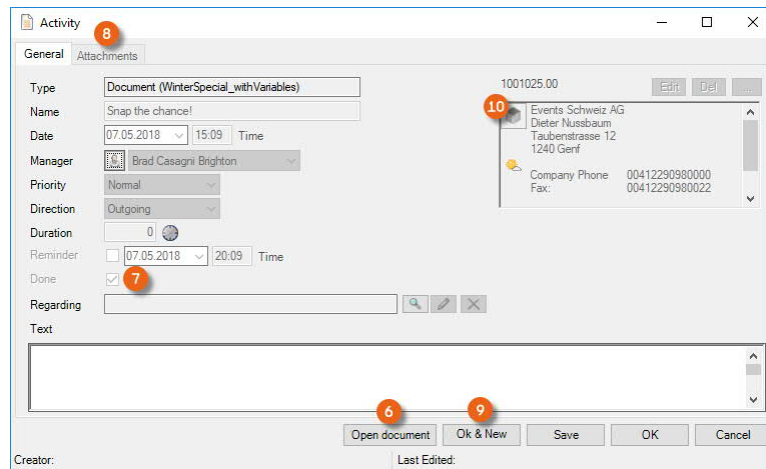 Activity
8
General Attachments
Type Document (WinterSpecial_withVariables)
Name Snap the chance!
Date 07.05.2018 15:09 Time
Manager Brad Casagni Brighton
Priority Normal
Direction Outgoing
Duration 0
Reminder 07.05.2018 20:09 Time
Done 7
Regarding
Text
1001025.00 Edit Del ...
10 Events Schweiz AG
Dieter Nussbaum
Taubenstrasse 12
1240 Genf
Company Phone 00412290980000
Fax: 00412290980022
6 9
Open document Ok & New Save OK Cancel
Creator: Last Edited: